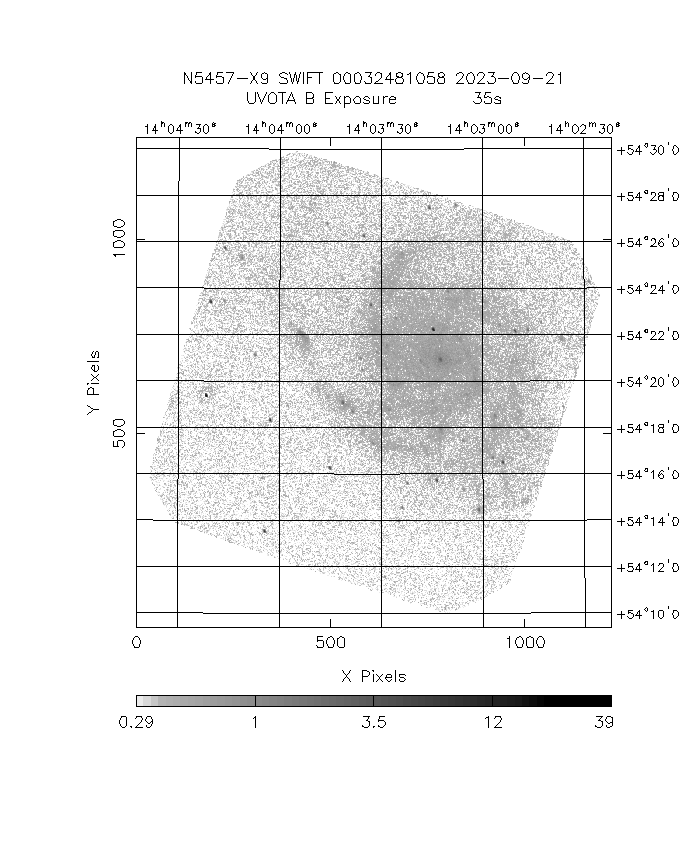 N5457-X9 SWIFT 00032481058 2023-09-21
UVOTA B Exposure 35s
14ʰ04ᵐ30ˢ 14ʰ04ᵐ00ˢ 14ʰ03ᵐ30ˢ 14ʰ03ᵐ00ˢ 14ʰ02ᵐ30ˢ
+54°30'0
+54°28'0
+54°26'0
+54°24'0
+54°22'0
+54°20'0
+54°18'0
+54°16'0
+54°14'0
+54°12'0
+54°10'0
1000
Y Pixels
500
0 500 1000
X Pixels
0.29 1 3.5 12 39